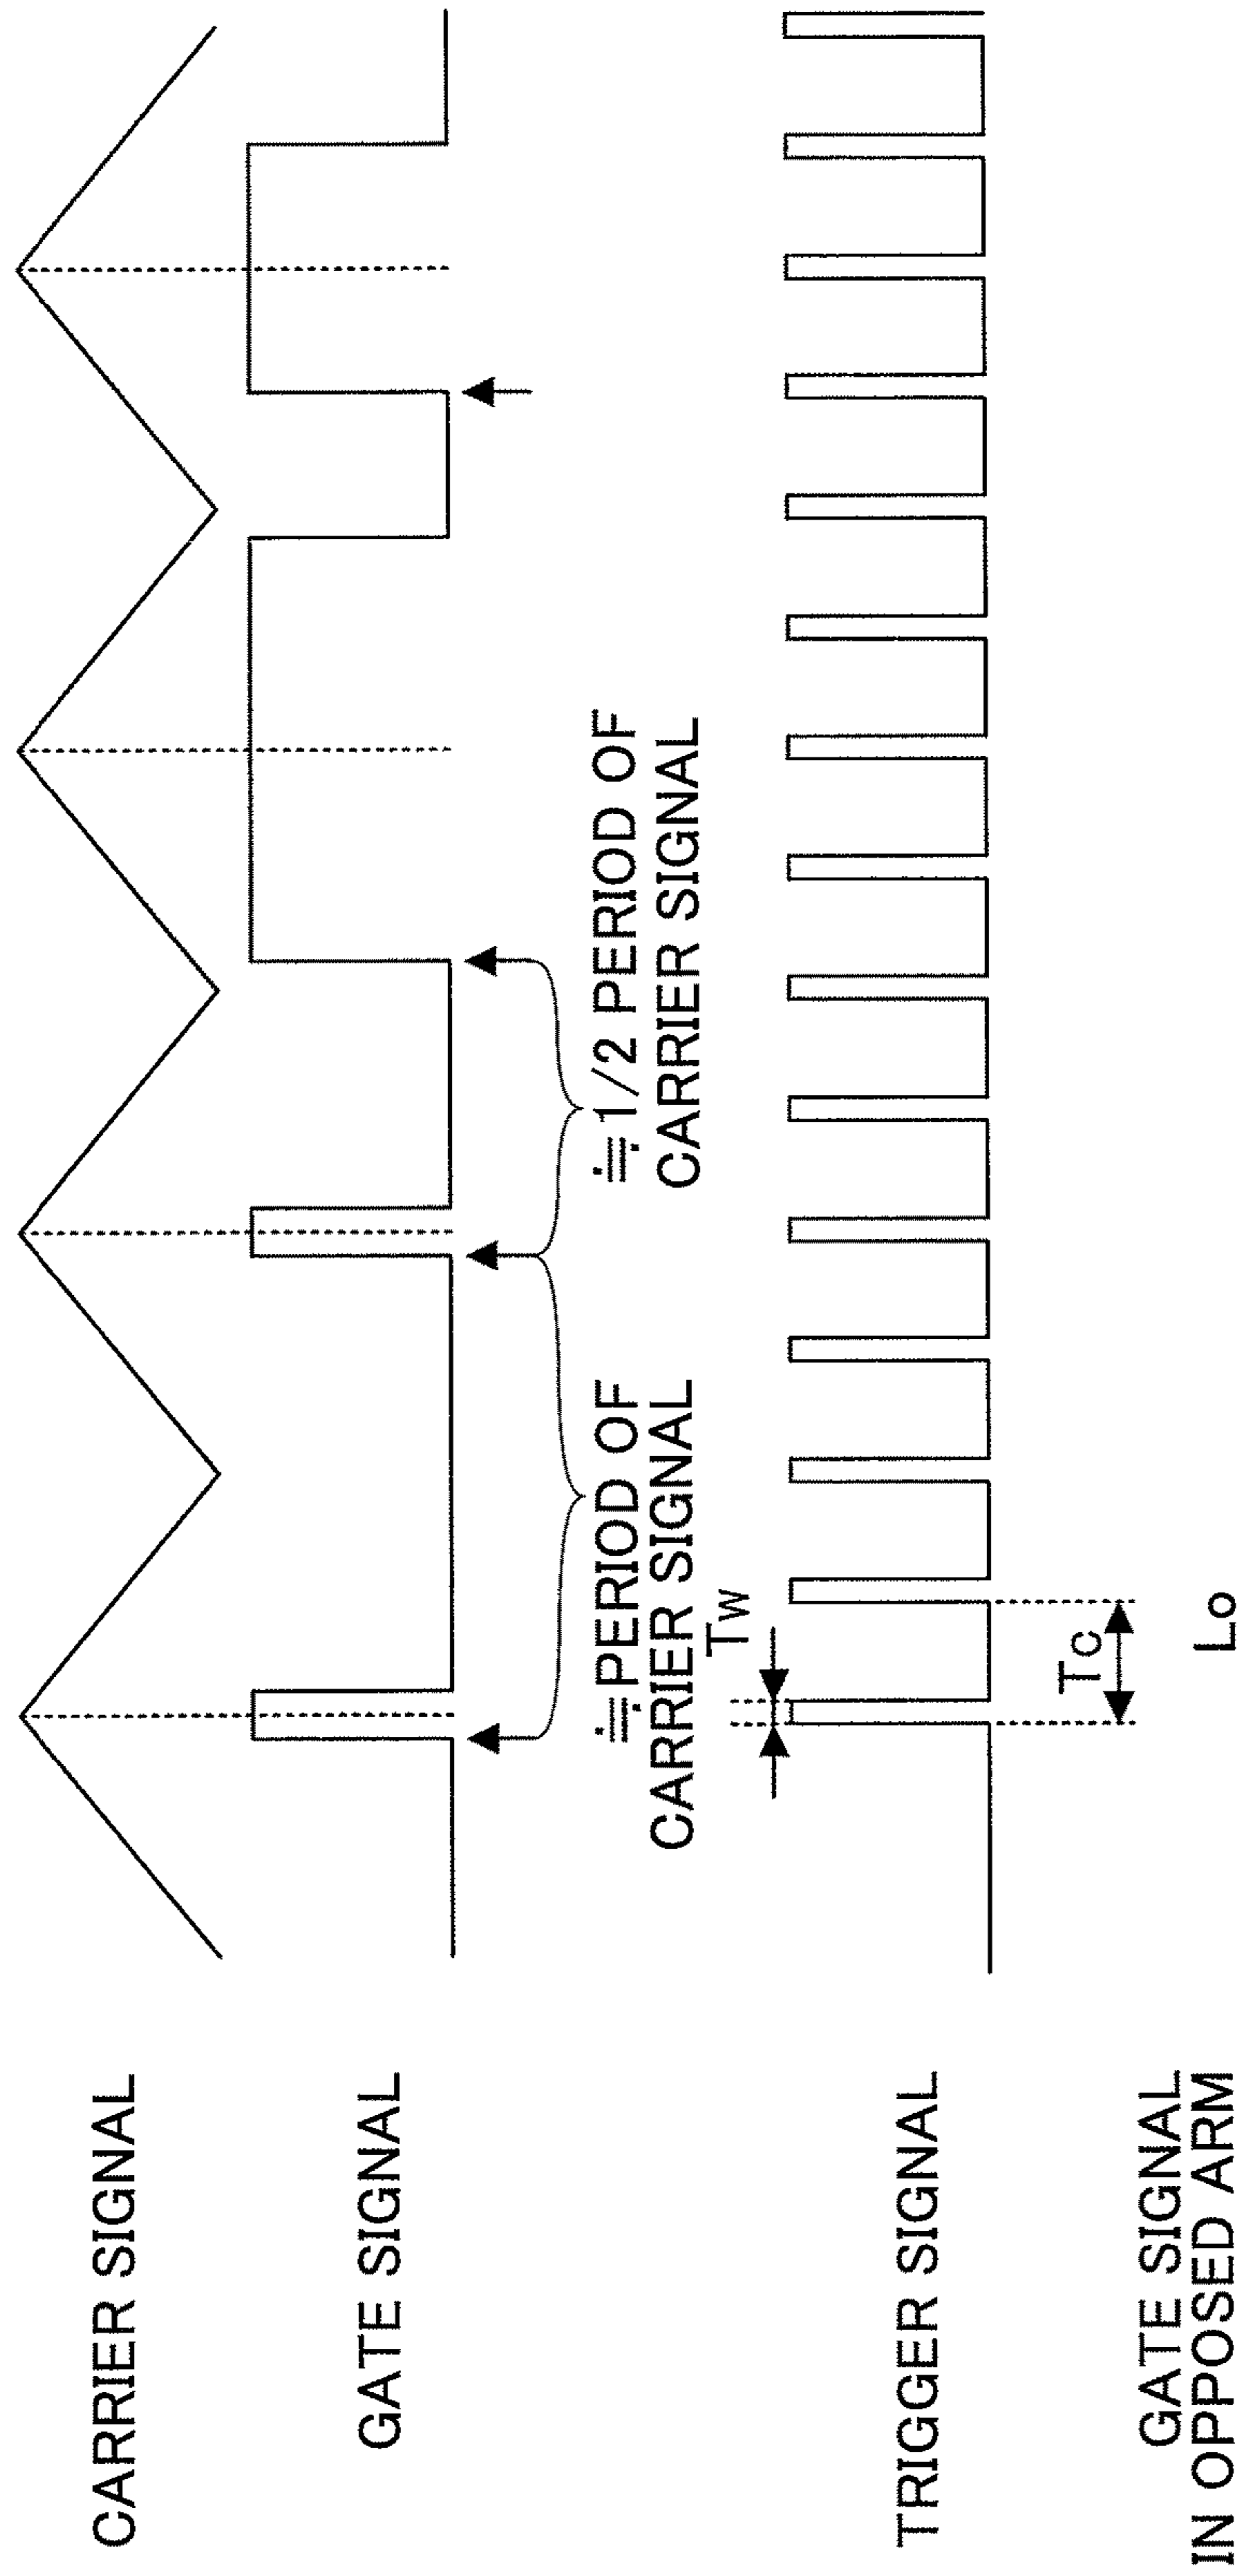 CARRIER SIGNAL
GATE SIGNAL
≒PERIOD OF
CARRIER SIGNAL
≒1/2 PERIOD OF
CARRIER SIGNAL
TW
TRIGGER SIGNAL
TC
GATE SIGNAL
IN OPPOSED ARM
Lo